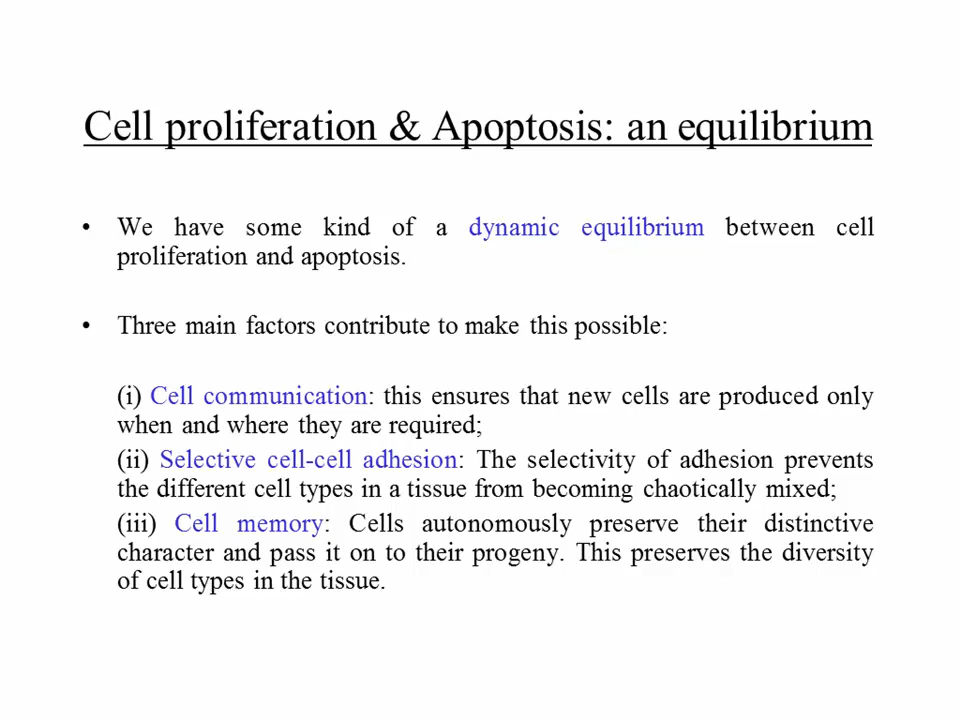 Cell proliferation & Apoptosis: an equilibrium
• We have some kind of a dynamic equilibrium between cell
proliferation and apoptosis.
• Three main factors contribute to make this possible:
(i) Cell communication: this ensures that new cells are produced only
when and where they are required;
(ii) Selective cell-cell adhesion: The selectivity of adhesion prevents
the different cell types in a tissue from becoming chaotically mixed;
(iii) Cell memory: Cells autonomously preserve their distinctive
character and pass it on to their progeny. This preserves the diversity
of cell types in the tissue.